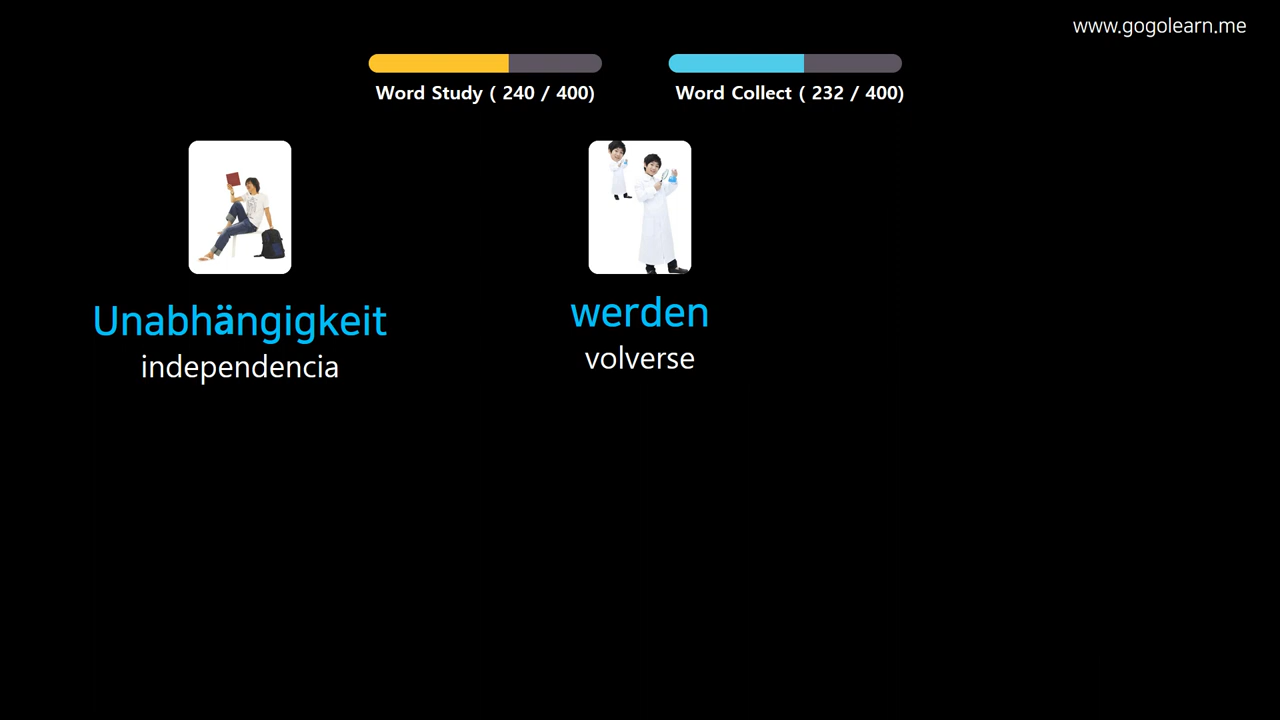 www.gogolearn.me
Word Study ( 240 / 400)
Word Collect ( 232 / 400)
Unabhängigkeit
independencia
werden
volverse